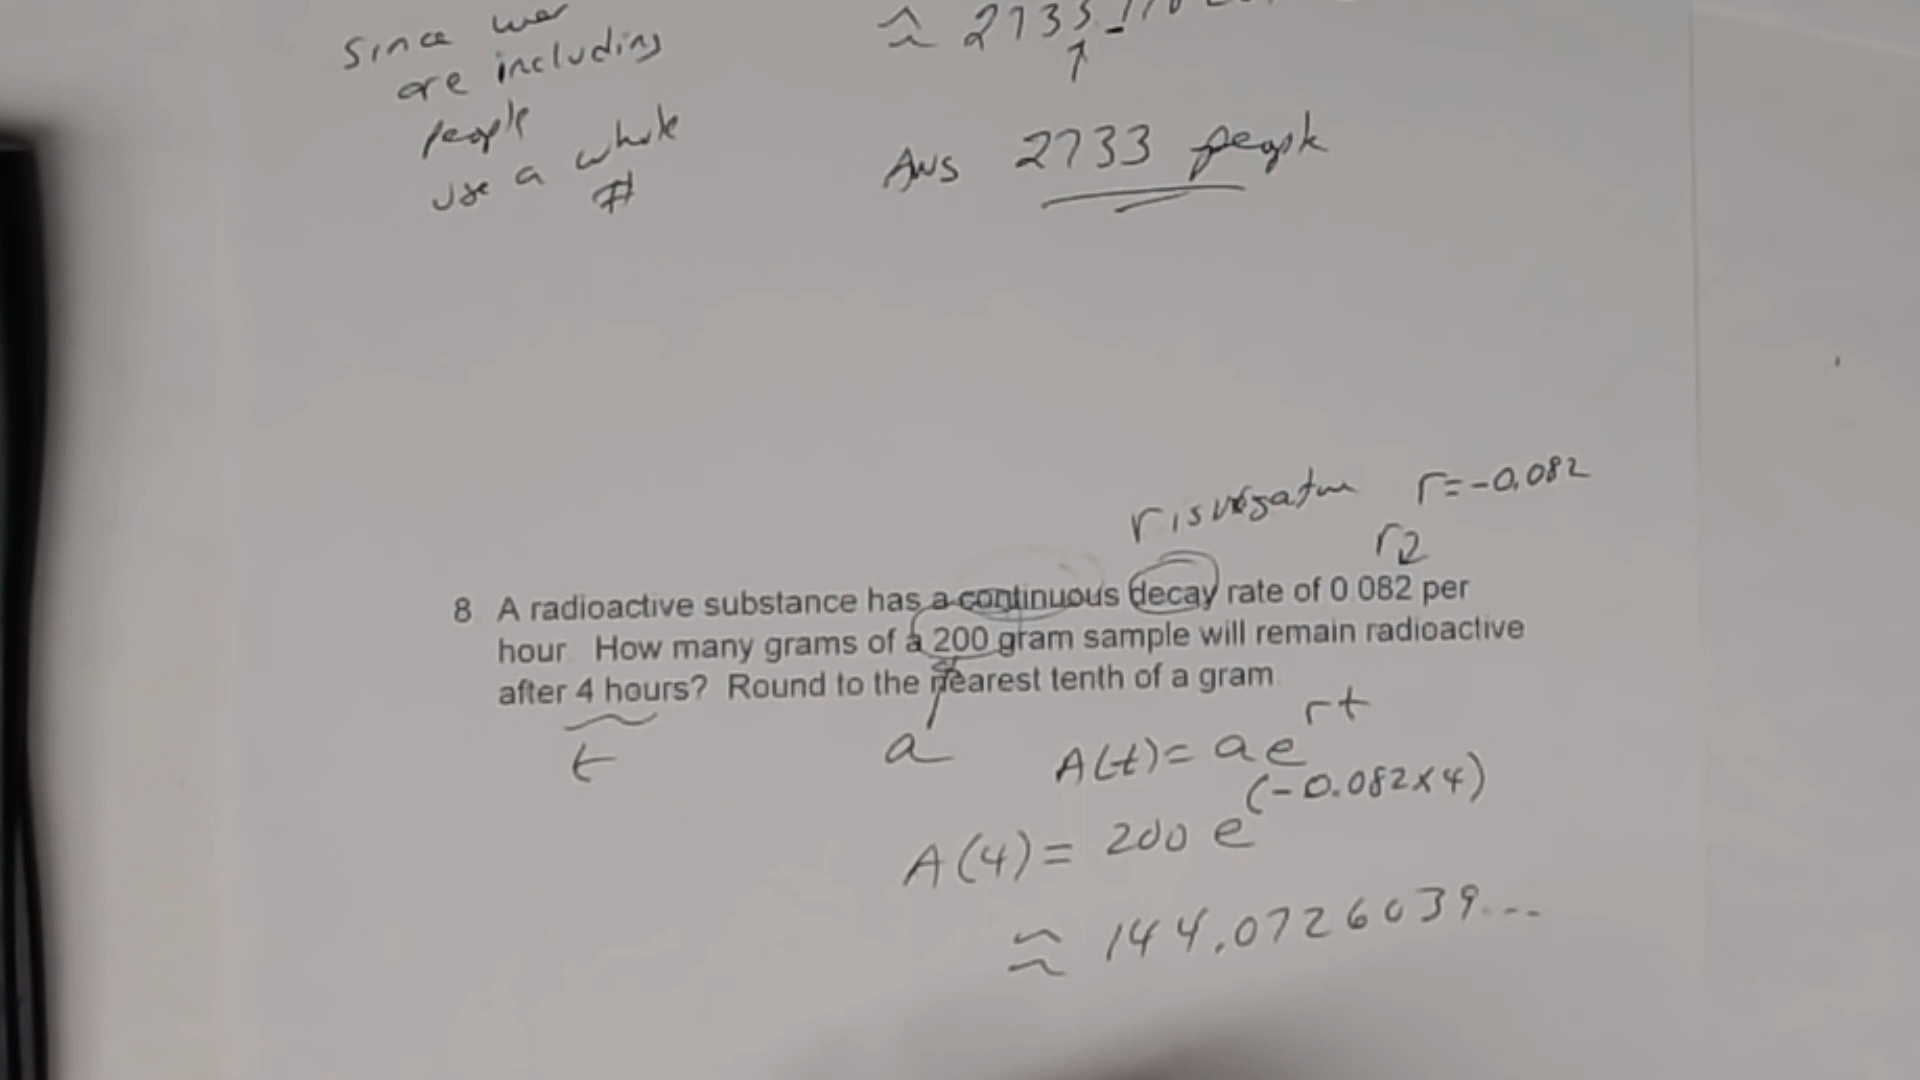 Since we
are including
people
use a whole
#
≈ 2733.
↑
Ans 2733 people
r is negative r = -0.082
r
8 A radioactive substance has a continuous decay rate of 0 082 per
hour How many grams of a 200 gram sample will remain radioactive
after 4 hours? Round to the nearest tenth of a gram
t
a
A(t) = ae^rt
A(4) = 200 e^(-0.082x4)
≈ 144.0726039...